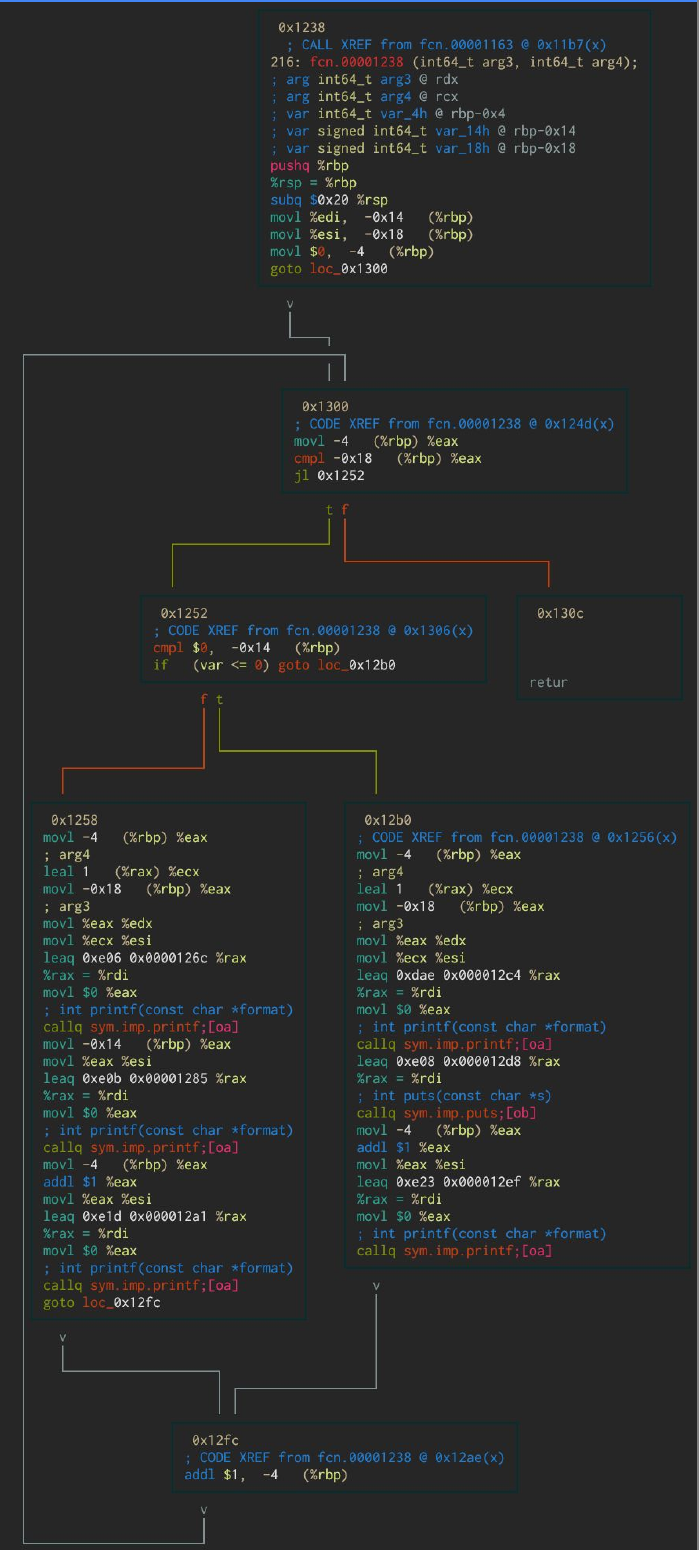 0x1238
; CALL XREF from fcn.00001163 @ 0x11b7(x)
216: fcn.00001238 (int64_t arg3, int64_t arg4);
; arg int64_t arg3 @ rdx
; arg int64_t arg4 @ rcx
; var int64_t var_4h @ rbp-0x4
; var signed int64_t var_14h @ rbp-0x14
; var signed int64_t var_18h @ rbp-0x18
pushq %rbp
%rsp = %rbp
subq $0x20 %rsp
movl %edi, -0x14 (%rbp)
movl %esi, -0x18 (%rbp)
movl $0, -4 (%rbp)
goto loc_0x1300
v
0x1300
; CODE XREF from fcn.00001238 @ 0x124d(x)
movl -4 (%rbp) %eax
cmpl -0x18 (%rbp) %eax
jl 0x1252
t f
0x1252
; CODE XREF from fcn.00001238 @ 0x1306(x)
cmpl $0, -0x14 (%rbp)
if (var <= 0) goto loc_0x12b0
f t
0x130c
retur
0x1258
movl -4 (%rbp) %eax
; arg4
leal 1 (%rax) %ecx
movl -0x18 (%rbp) %eax
; arg3
movl %eax %edx
movl %ecx %esi
leaq 0xe06 0x0000126c %rax
%rax = %rdi
movl $0 %eax
; int printf(const char *format)
callq sym.imp.printf;[oa]
movl -0x14 (%rbp) %eax
movl %eax %esi
leaq 0xe0b 0x00001285 %rax
%rax = %rdi
movl $0 %eax
; int printf(const char *format)
callq sym.imp.printf;[oa]
movl -4 (%rbp) %eax
addl $1 %eax
movl %eax %esi
leaq 0xe1d 0x000012a1 %rax
%rax = %rdi
movl $0 %eax
; int printf(const char *format)
callq sym.imp.printf;[oa]
goto loc_0x12fc
v
0x12b0
; CODE XREF from fcn.00001238 @ 0x1256(x)
movl -4 (%rbp) %eax
; arg4
leal 1 (%rax) %ecx
movl -0x18 (%rbp) %eax
; arg3
movl %eax %edx
movl %ecx %esi
leaq 0xdae 0x000012c4 %rax
%rax = %rdi
movl $0 %eax
; int printf(const char *format)
callq sym.imp.printf;[oa]
leaq 0xe08 0x000012d8 %rax
%rax = %rdi
; int puts(const char *s)
callq sym.imp.puts;[ob]
movl -4 (%rbp) %eax
addl $1 %eax
movl %eax %esi
leaq 0xe23 0x000012ef %rax
%rax = %rdi
movl $0 %eax
; int printf(const char *format)
callq sym.imp.printf;[oa]
v
0x12fc
; CODE XREF from fcn.00001238 @ 0x12ae(x)
addl $1, -4 (%rbp)
v